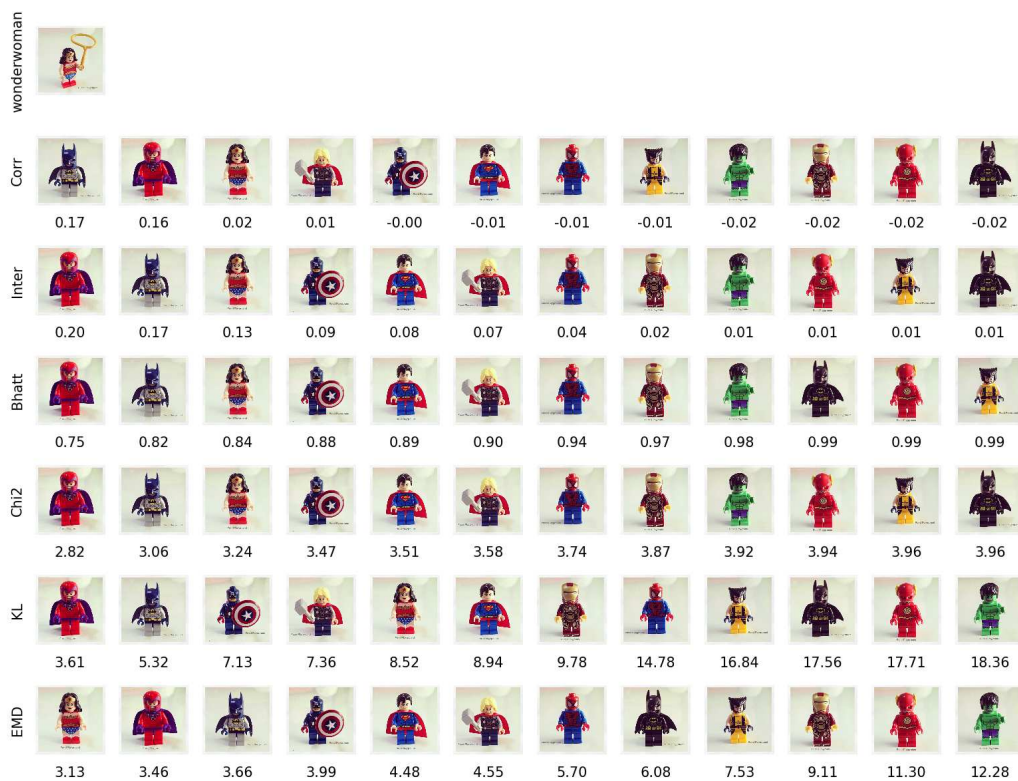 wonderwoman
Corr
0.17 0.16 0.02 0.01 -0.00 -0.01 -0.01 -0.01 -0.02 -0.02 -0.02 -0.02
Inter
0.20 0.17 0.13 0.09 0.08 0.07 0.04 0.02 0.01 0.01 0.01 0.01
Bhatt
0.75 0.82 0.84 0.88 0.89 0.90 0.94 0.97 0.98 0.99 0.99 0.99
Chi2
2.82 3.06 3.24 3.47 3.51 3.58 3.74 3.87 3.92 3.94 3.96 3.96
KL
3.61 5.32 7.13 7.36 8.52 8.94 9.78 14.78 16.84 17.56 17.71 18.36
EMD
3.13 3.46 3.66 3.99 4.48 4.55 5.70 6.08 7.53 9.11 11.30 12.28